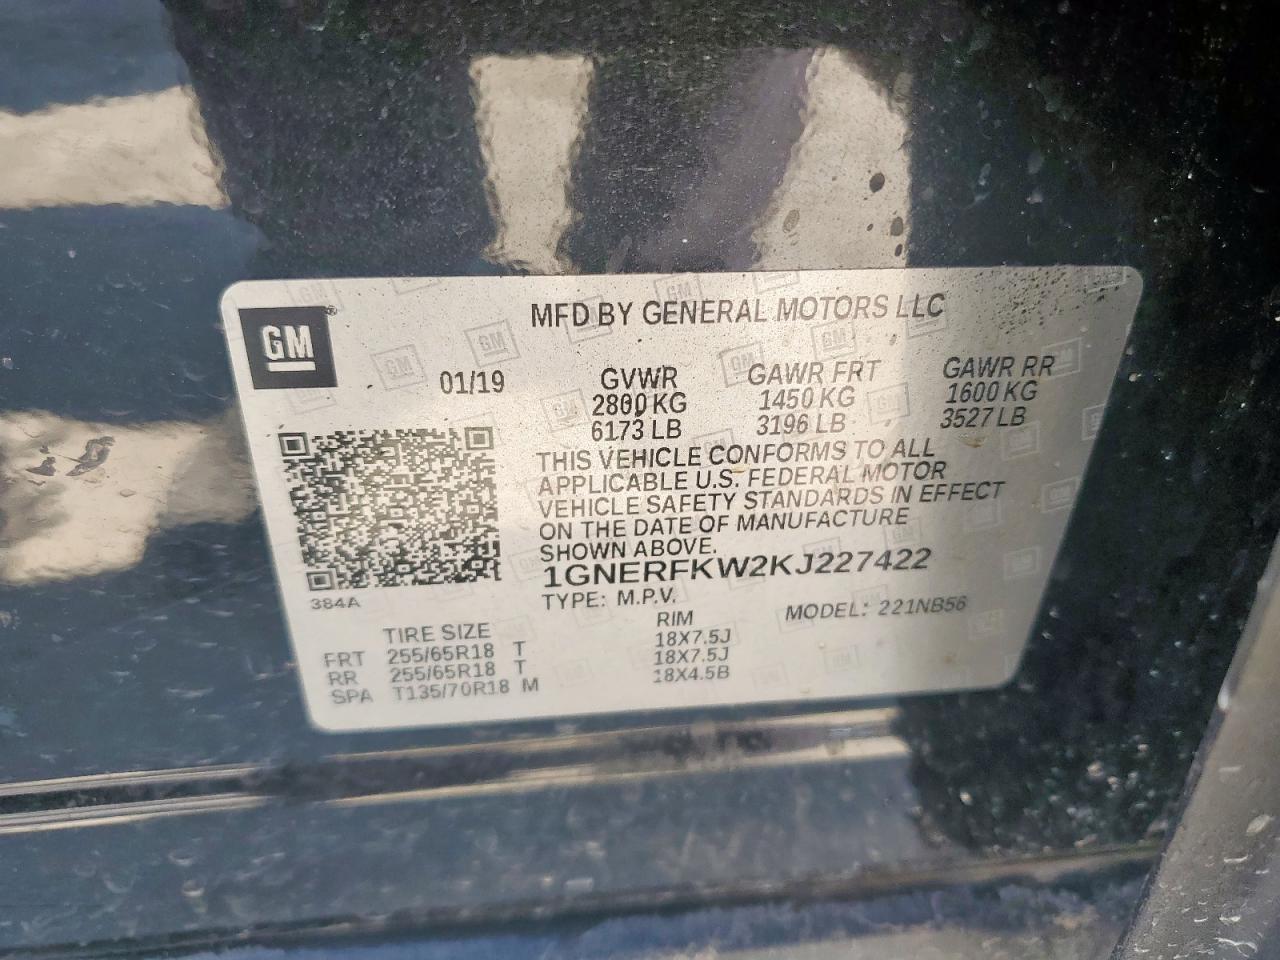 GM
MFD BY GENERAL MOTORS LLC
01/19
GVWR GAWR FRT GAWR RR
2800 KG 1450 KG 1600 KG
6173 LB 3196 LB 3527 LB
THIS VEHICLE CONFORMS TO ALL
APPLICABLE U.S. FEDERAL MOTOR
VEHICLE SAFETY STANDARDS IN EFFECT
ON THE DATE OF MANUFACTURE
SHOWN ABOVE.
1GNERFKW2KJ227422
384A
TYPE: M.P.V. MODEL: 221NB56
TIRE SIZE RIM
FRT 255/65R18 T 18X7.5J
RR 255/65R18 T 18X7.5J
SPA T135/70R18 M 18X4.5B